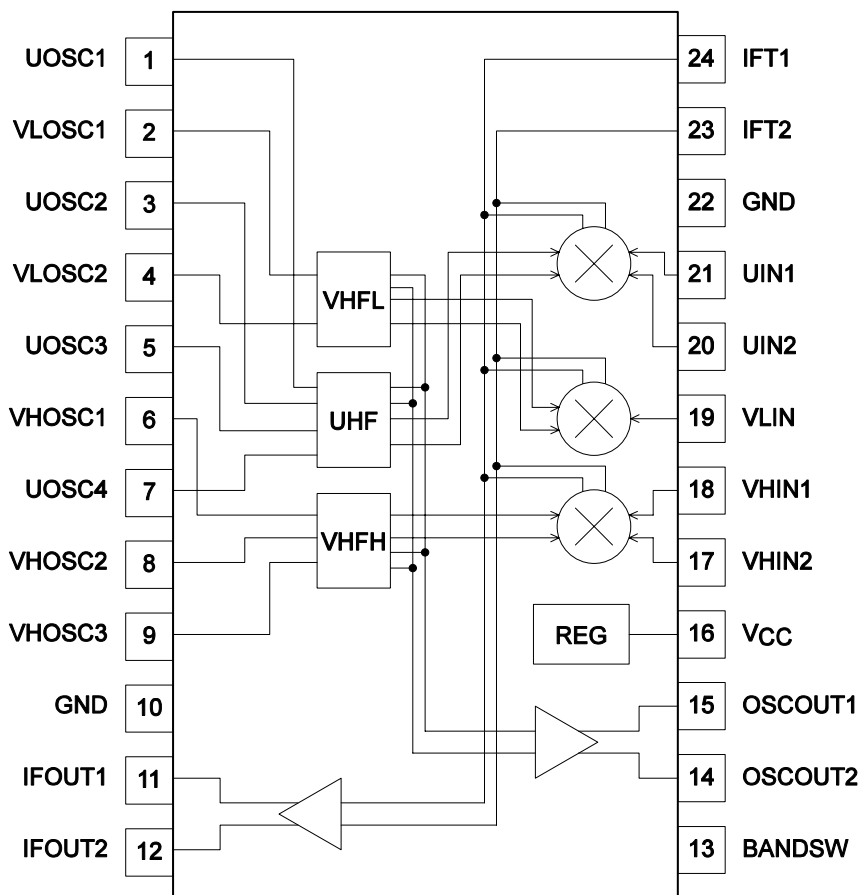 UOSC1 1
VLOSC1 2
UOSC2 3
VLOSC2 4
UOSC3 5
VHOSC1 6
UOSC4 7
VHOSC2 8
VHOSC3 9
GND 10
IFOUT1 11
IFOUT2 12
VHFL
UHF
VHFH
REG
24 IFT1
23 IFT2
22 GND
21 UIN1
20 UIN2
19 VLIN
18 VHIN1
17 VHIN2
16 VCC
15 OSCOUT1
14 OSCOUT2
13 BANDSW